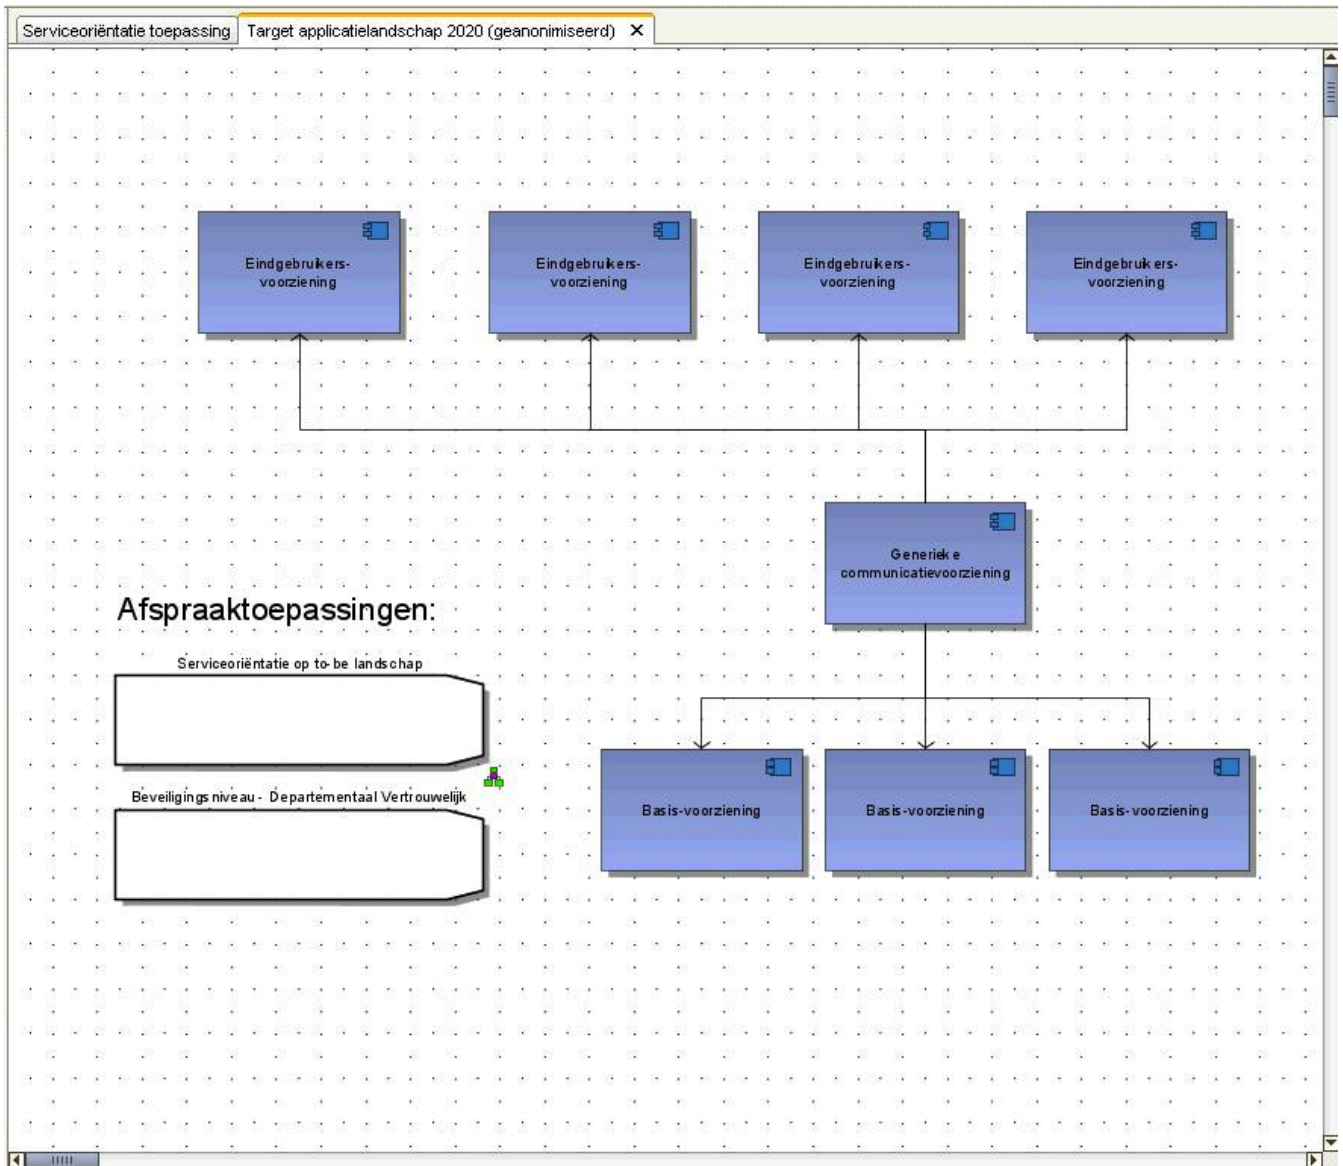 Serviceoriëntatie toepassing
Target applicatielandschap 2020 (geanonimiseerd)
Eindgebruikers-
voorziening
Eindgebruikers-
voorziening
Eindgebruikers-
voorziening
Eindgebruikers-
voorziening
Generieke
communicatievoorziening
Afspraaktoepassingen:
Serviceoriëntatie op to-be landschap
Beveiligingsniveau - Departementaal Vertrouwelijk
Basis-voorziening
Basis-voorziening
Basis-voorziening